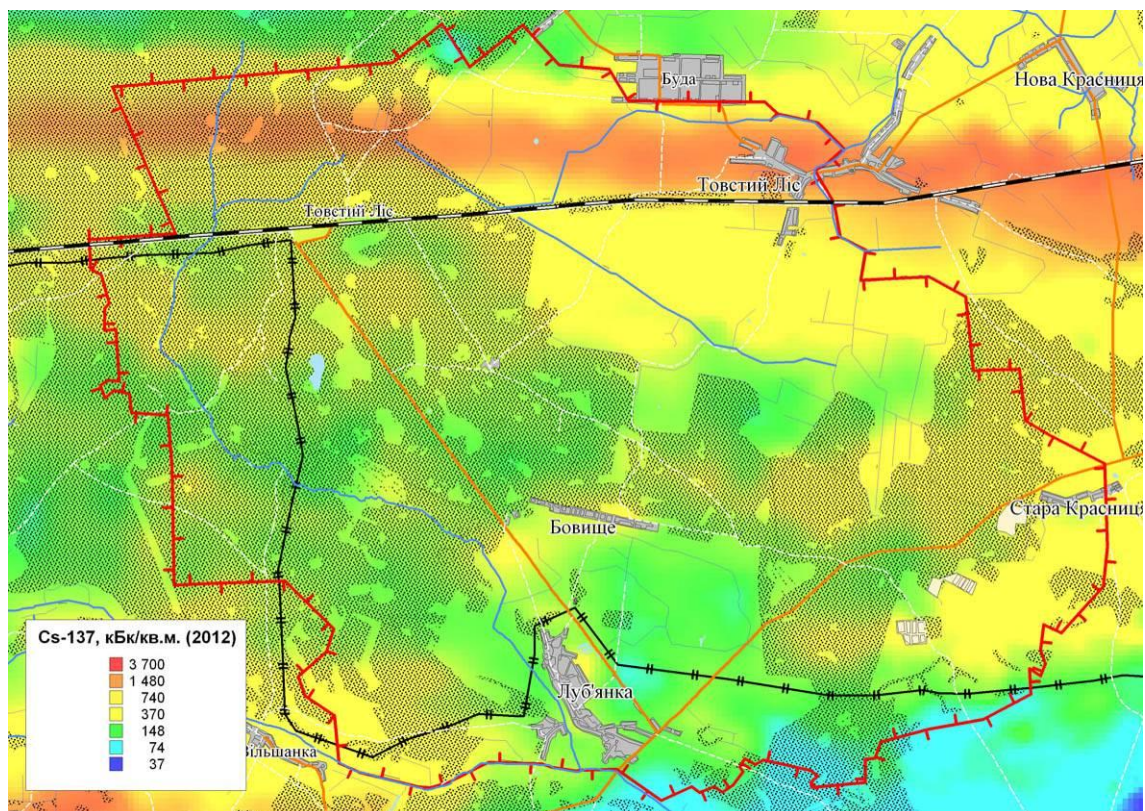 Буда
Нова Красниця
Товстий Ліс
Товстий Ліс
Бовище
Стара Красниця
Луб'янка
Вільшанка
Cs-137, кБк/кв.м. (2012)
3 700
1 480
740
370
148
74
37